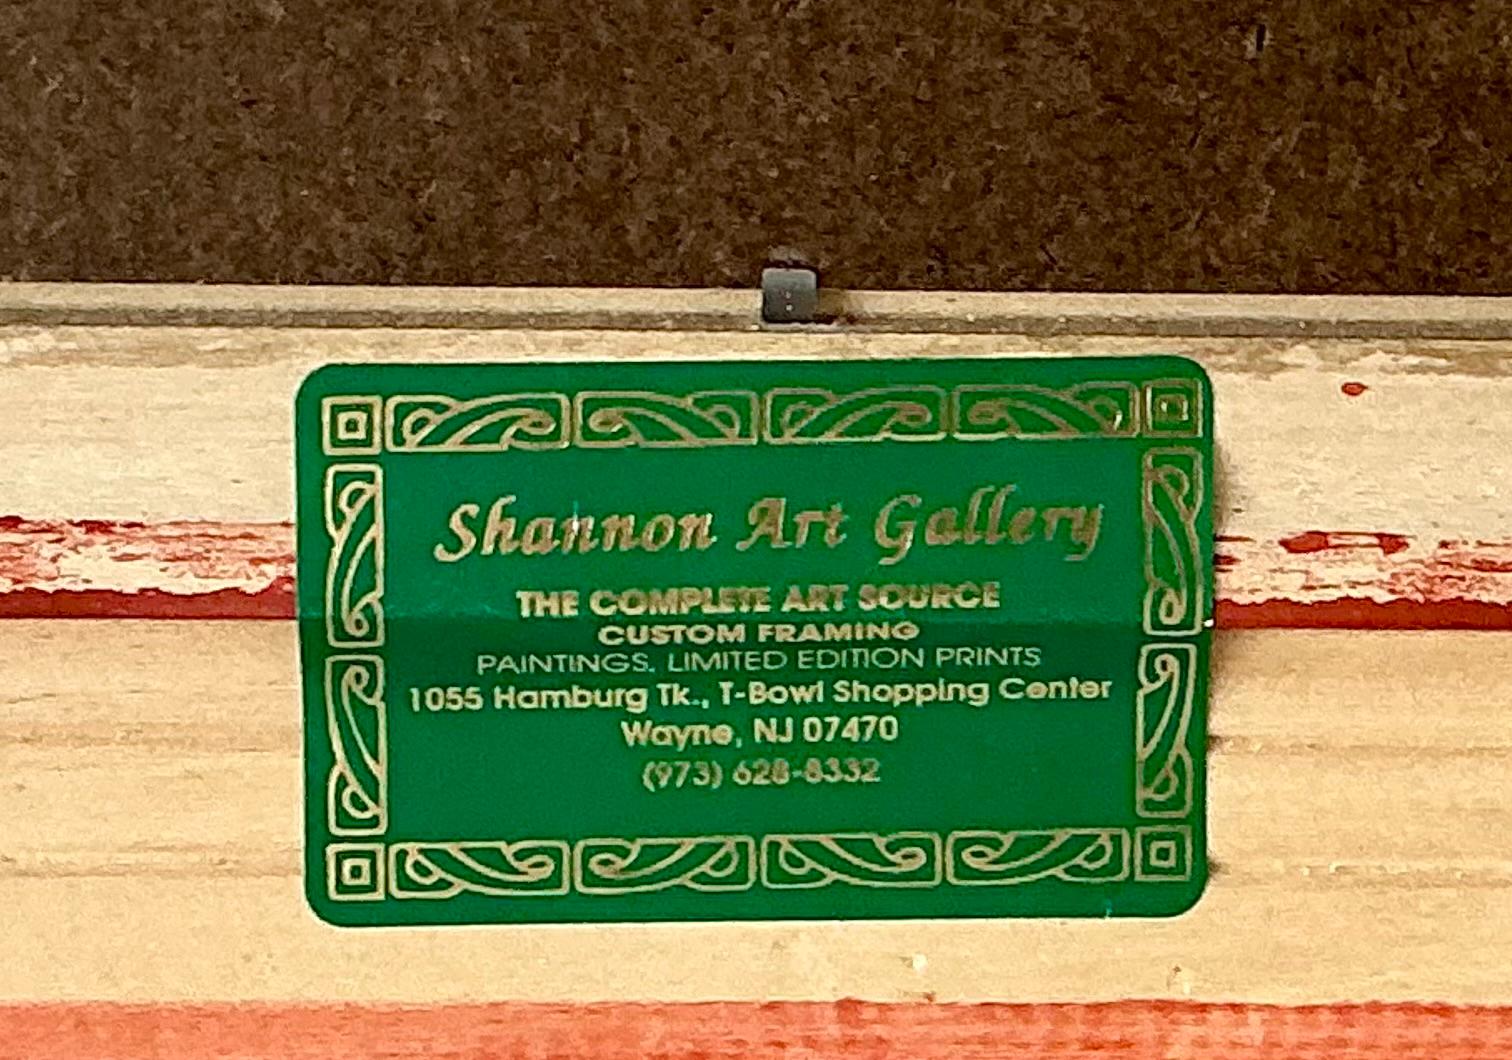 Shannon Art Gallery
THE COMPLETE ART SOURCE
CUSTOM FRAMING
PAINTINGS, LIMITED EDITION PRINTS
1055 Hamburg Tk., T-Bowl Shopping Center
Wayne, NJ 07470
(973) 628-8332